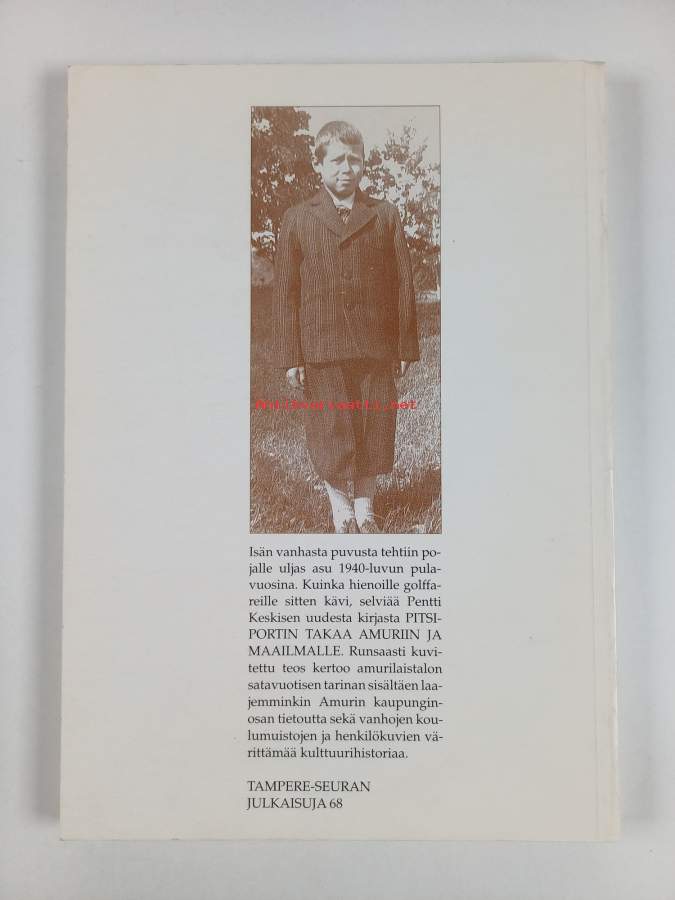 Antikvariaatti.net
Isän vanhasta puvusta tehtiin po-
jalle uljas asu 1940-luvun pula-
vuosina. Kuinka hienoille golffa-
reille sitten kävi, selviää Pentti
Keskisen uudesta kirjasta PITSI-
PORTIN TAKAA AMURIIN JA
MAAILMALLE. Runsaasti kuvi-
tettu teos kertoo amurilaistalon
satavuotisen tarinan sisältäen laa-
jemminkin Amurin kaupungin-
osan tietoutta sekä vanhojen kou-
lumuistojen ja henkilökuvien vä-
rittämää kulttuurihistoriaa.
TAMPERE-SEURAN
JULKAISUJA 68